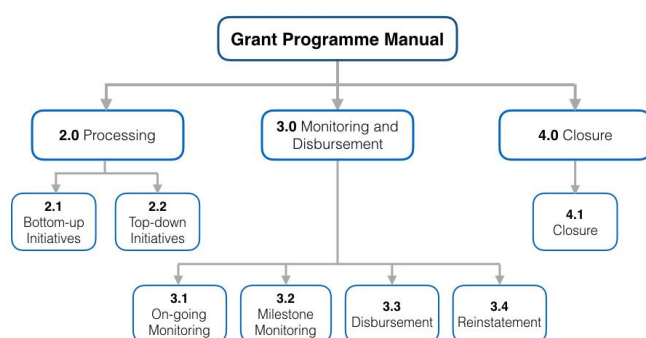 Grant Programme Manual
2.0 Processing
3.0 Monitoring and
Disbursement
4.0 Closure
2.1
Bottom-up
Initiatives
2.2
Top-down
Initiatives
4.1
Closure
3.1
On-going
Monitoring
3.2
Milestone
Monitoring
3.3
Disbursement
3.4
Reinstatement